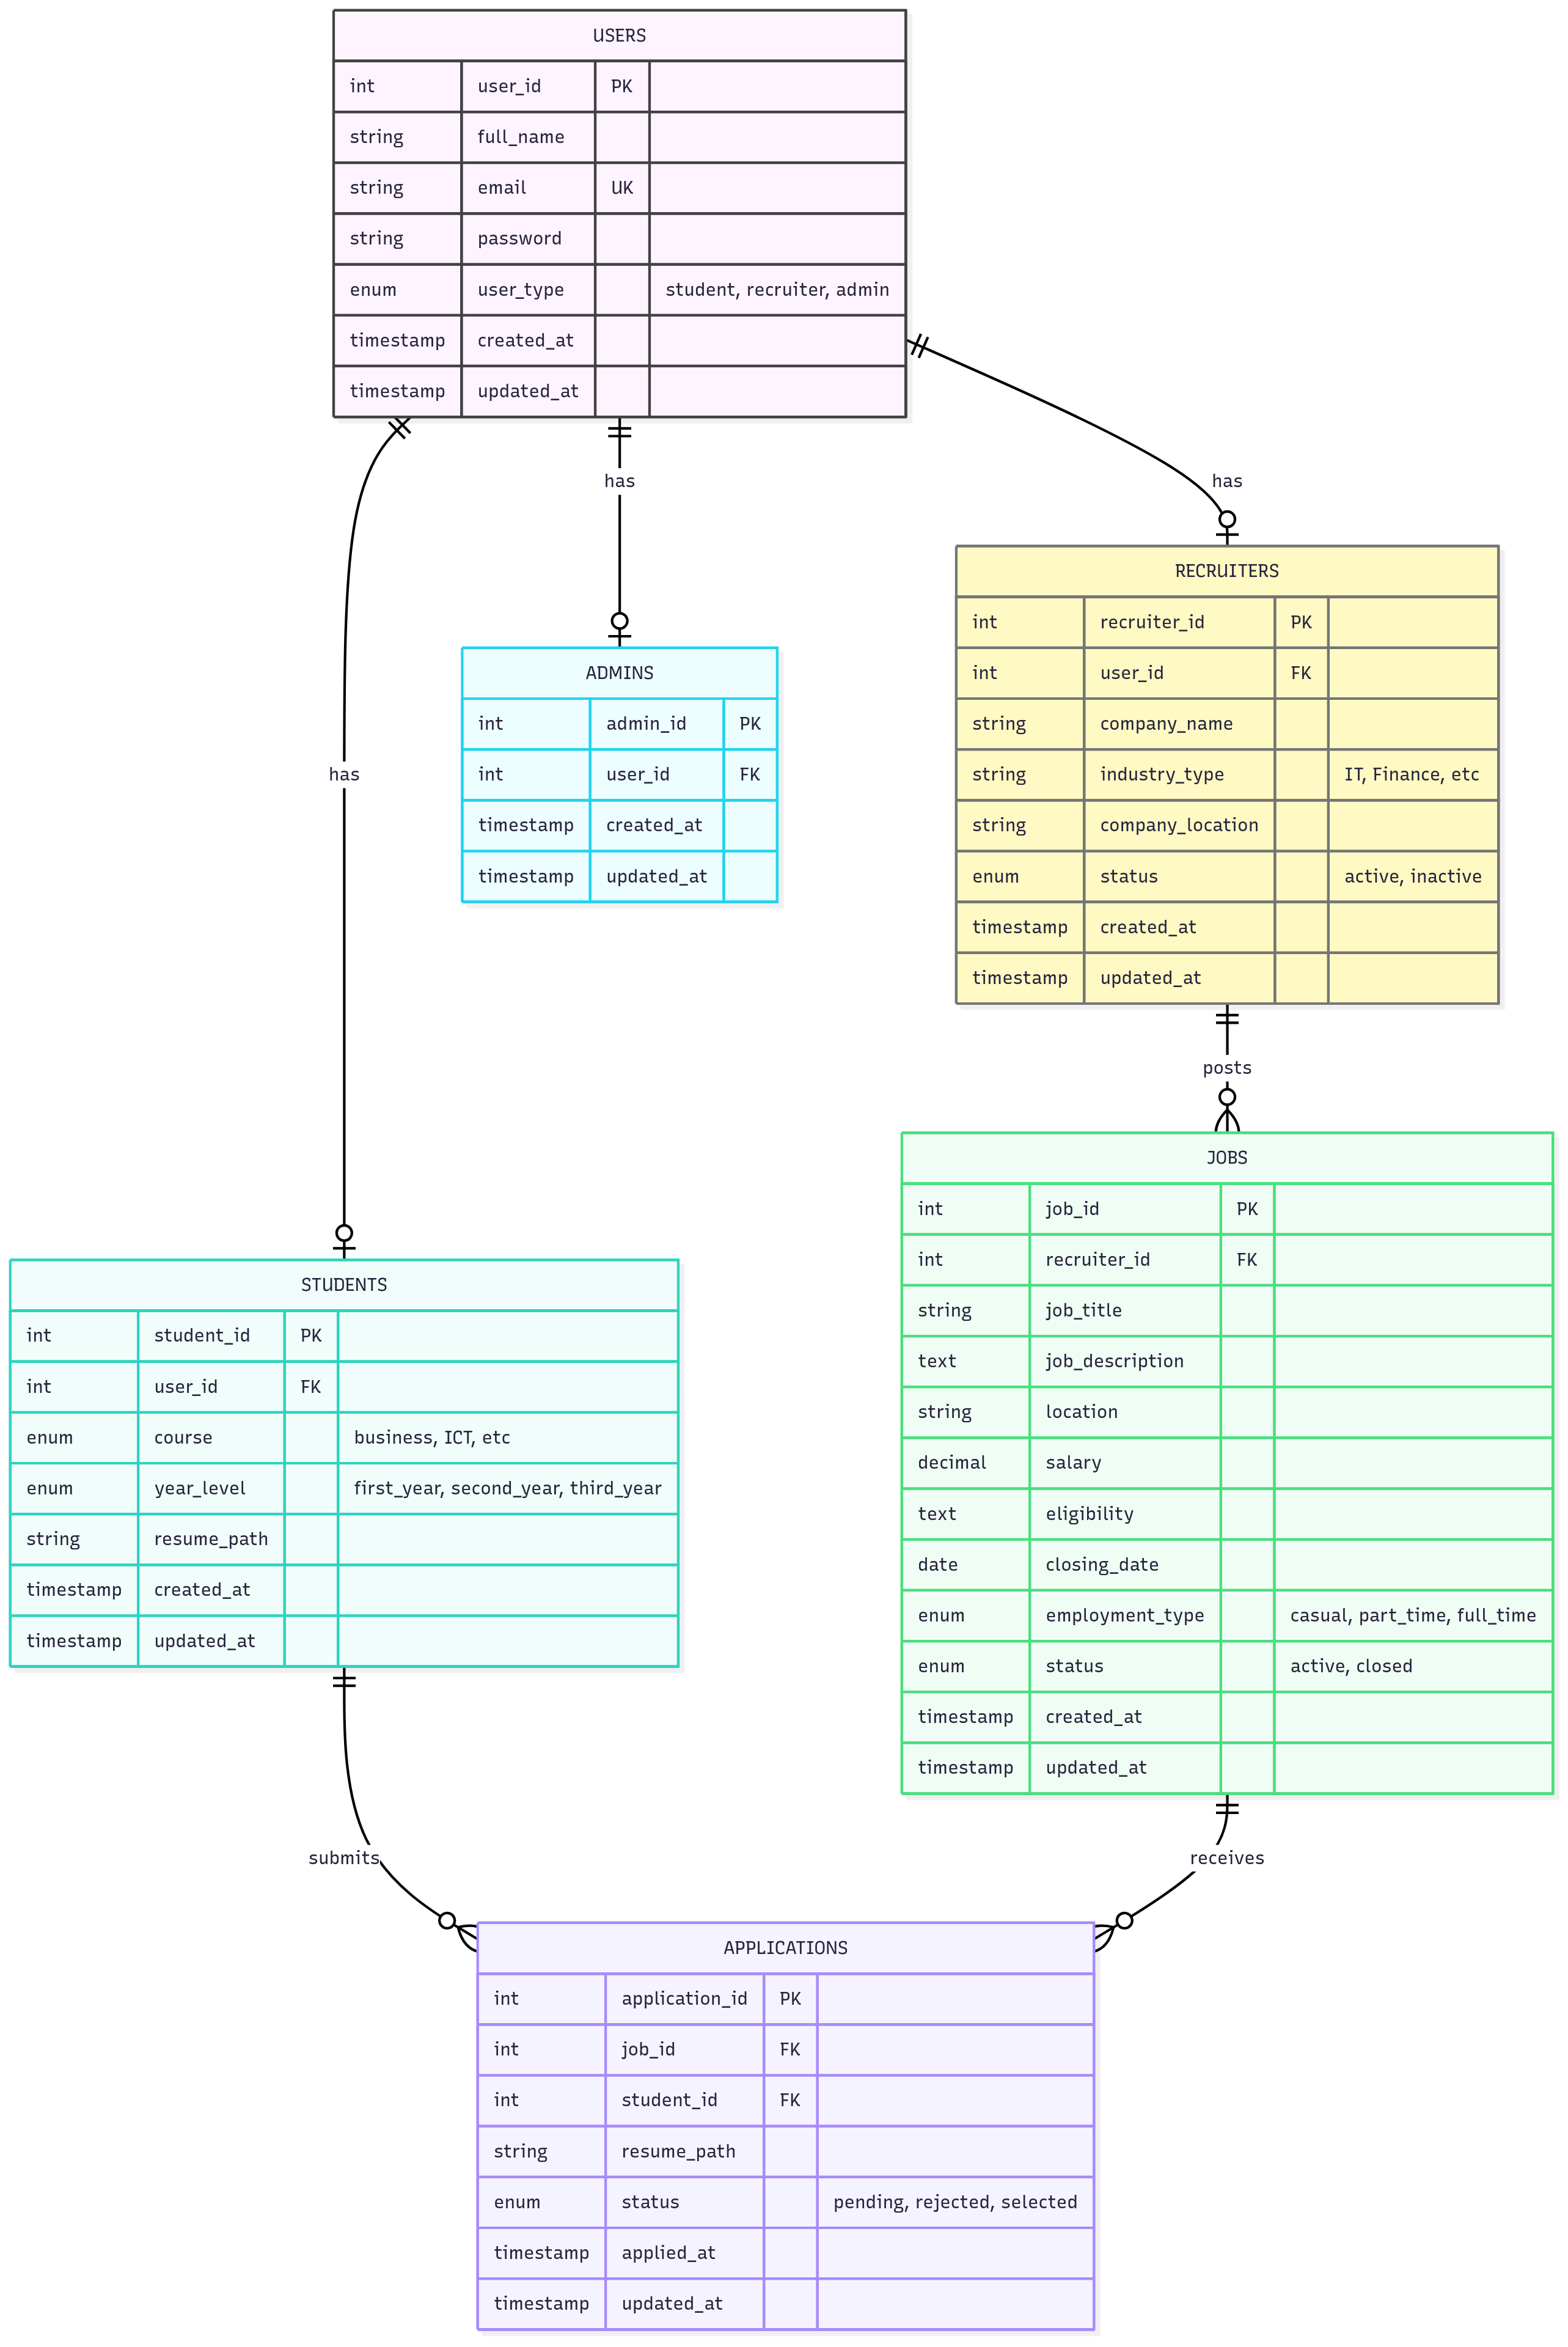 USERS
int user_id PK
string full_name
string email UK
string password
enum user_type student, recruiter, admin
timestamp created_at
timestamp updated_at
has
has
has
RECRUITERS
int recruiter_id PK
int user_id FK
string company_name
string industry_type IT, Finance, etc
string company_location
enum status active, inactive
timestamp created_at
timestamp updated_at
ADMINS
int admin_id PK
int user_id FK
timestamp created_at
timestamp updated_at
posts
JOBS
int job_id PK
int recruiter_id FK
string job_title
text job_description
string location
decimal salary
text eligibility
date closing_date
enum employment_type casual, part_time, full_time
enum status active, closed
timestamp created_at
timestamp updated_at
STUDENTS
int student_id PK
int user_id FK
enum course business, ICT, etc
enum year_level first_year, second_year, third_year
string resume_path
timestamp created_at
timestamp updated_at
submits
receives
APPLICATIONS
int application_id PK
int job_id FK
int student_id FK
string resume_path
enum status pending, rejected, selected
timestamp applied_at
timestamp updated_at